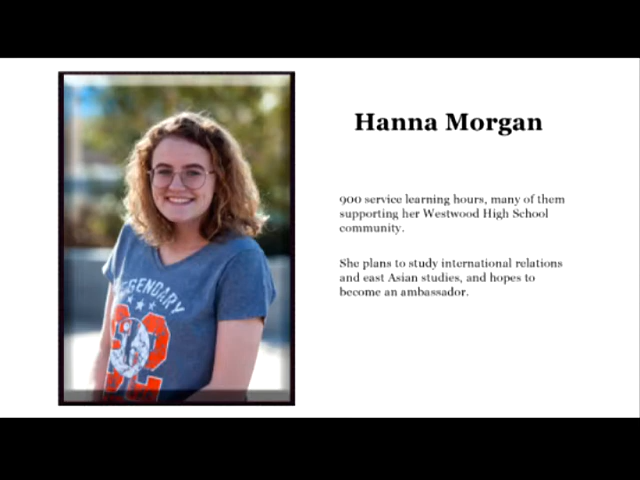 Hanna Morgan
900 service learning hours, many of them
supporting her Westwood High School
community.
She plans to study international relations
and east Asian studies, and hopes to
become an ambassador.
LEGENDARY